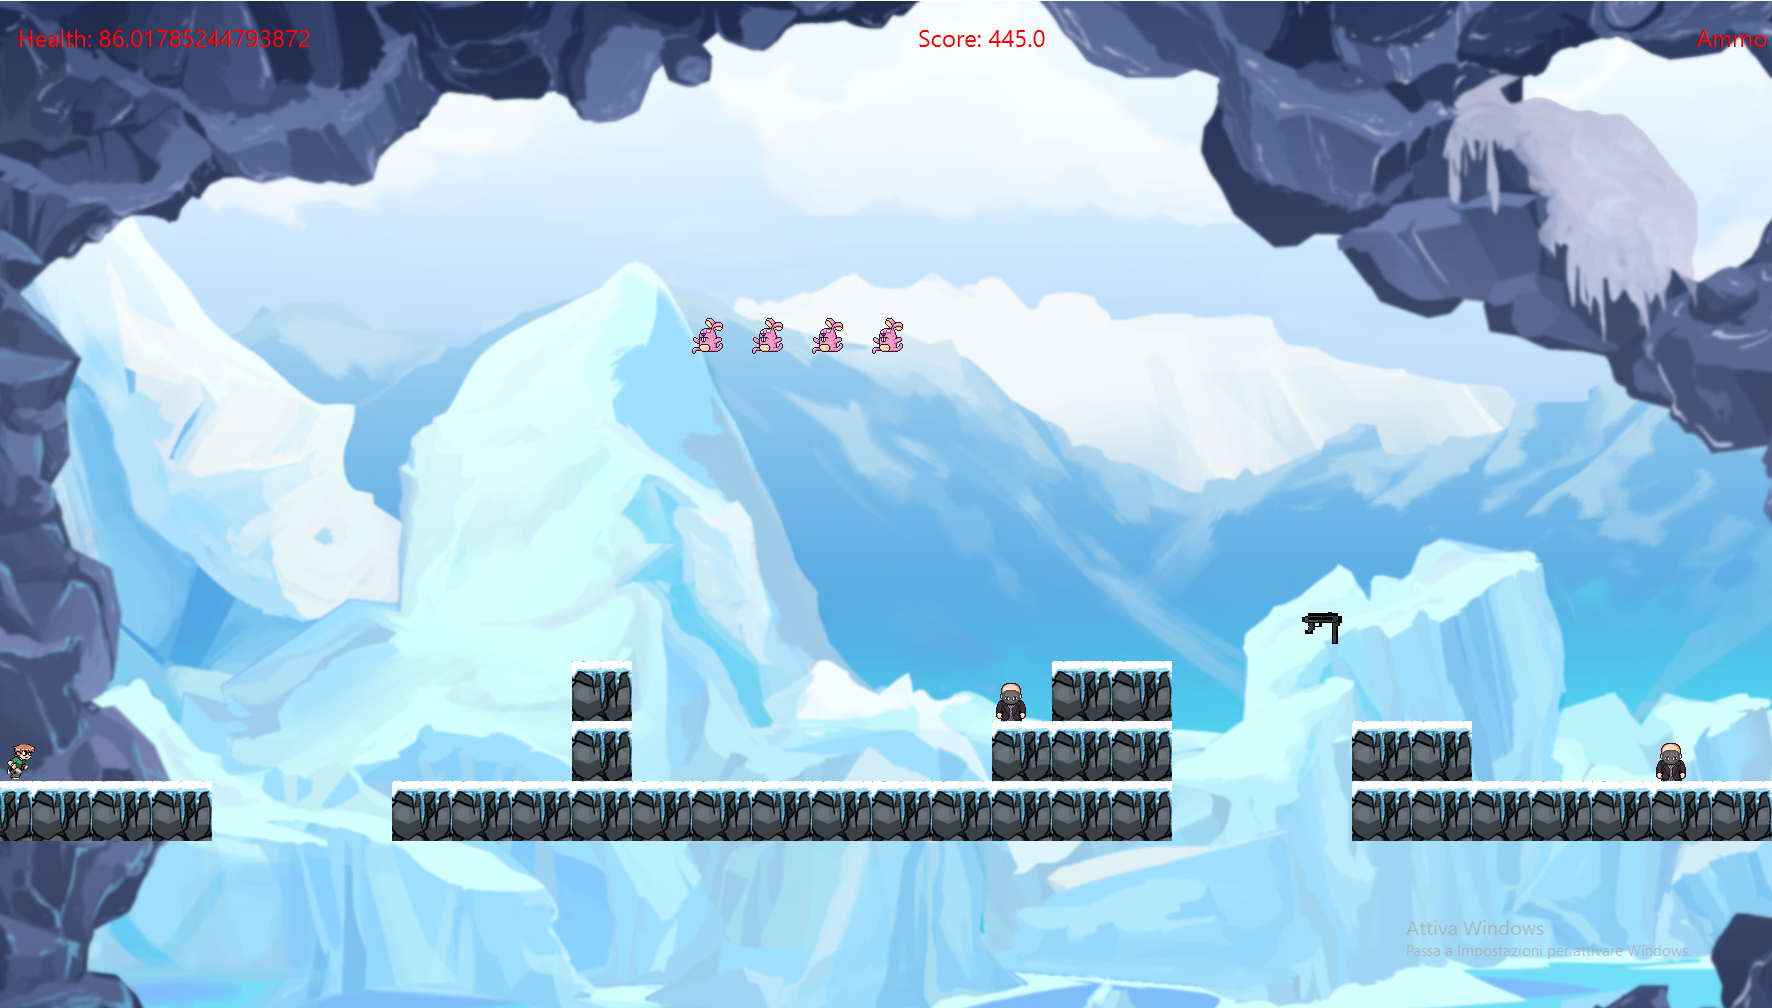 Health: 86.01785244793872
Score: 445.0
Ammo
Attiva Windows
Passa a Impostazioni per attivare Windows.